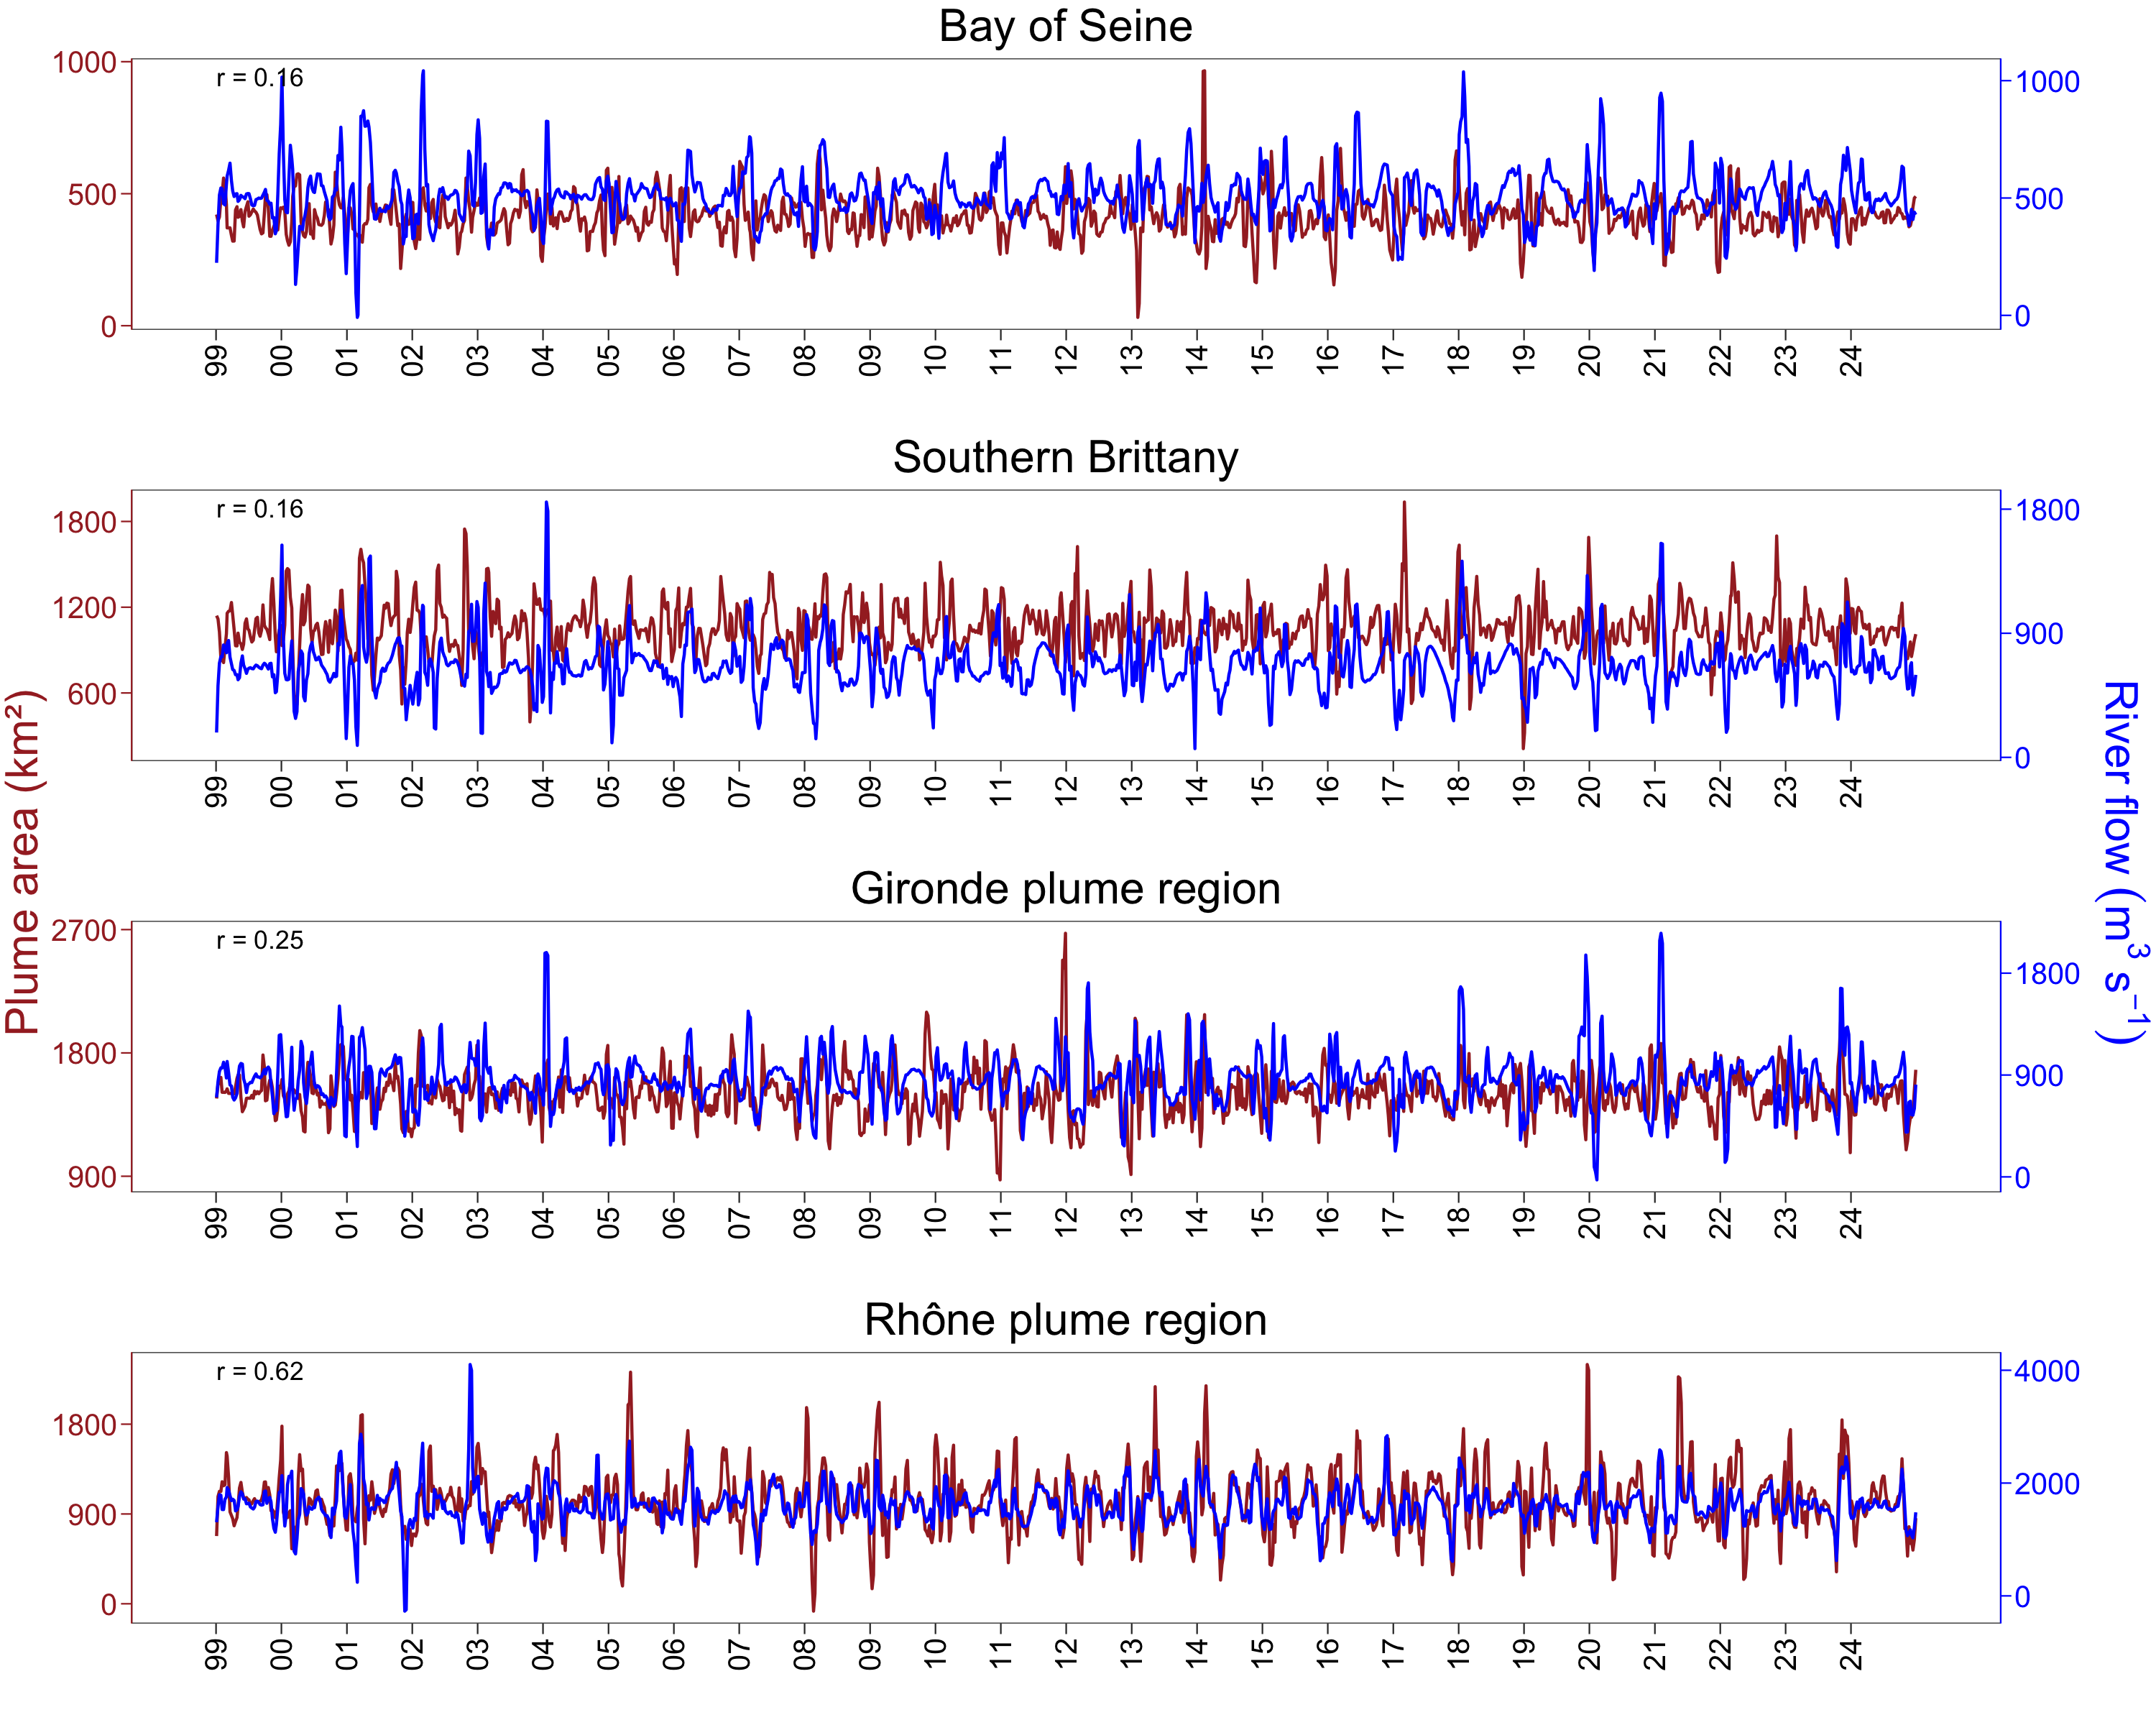 Bay of Seine
r = 0.16
1000
500
0
1000
500
0
99 00 01 02 03 04 05 06 07 08 09 10 11 12 13 14 15 16 17 18 19 20 21 22 23 24
Southern Brittany
r = 0.16
1800
1200
600
1800
900
0
99 00 01 02 03 04 05 06 07 08 09 10 11 12 13 14 15 16 17 18 19 20 21 22 23 24
Plume area (km²)
River flow (m³ s⁻¹)
Gironde plume region
r = 0.25
2700
1800
900
1800
900
0
99 00 01 02 03 04 05 06 07 08 09 10 11 12 13 14 15 16 17 18 19 20 21 22 23 24
Rhône plume region
r = 0.62
1800
900
0
4000
2000
0
99 00 01 02 03 04 05 06 07 08 09 10 11 12 13 14 15 16 17 18 19 20 21 22 23 24